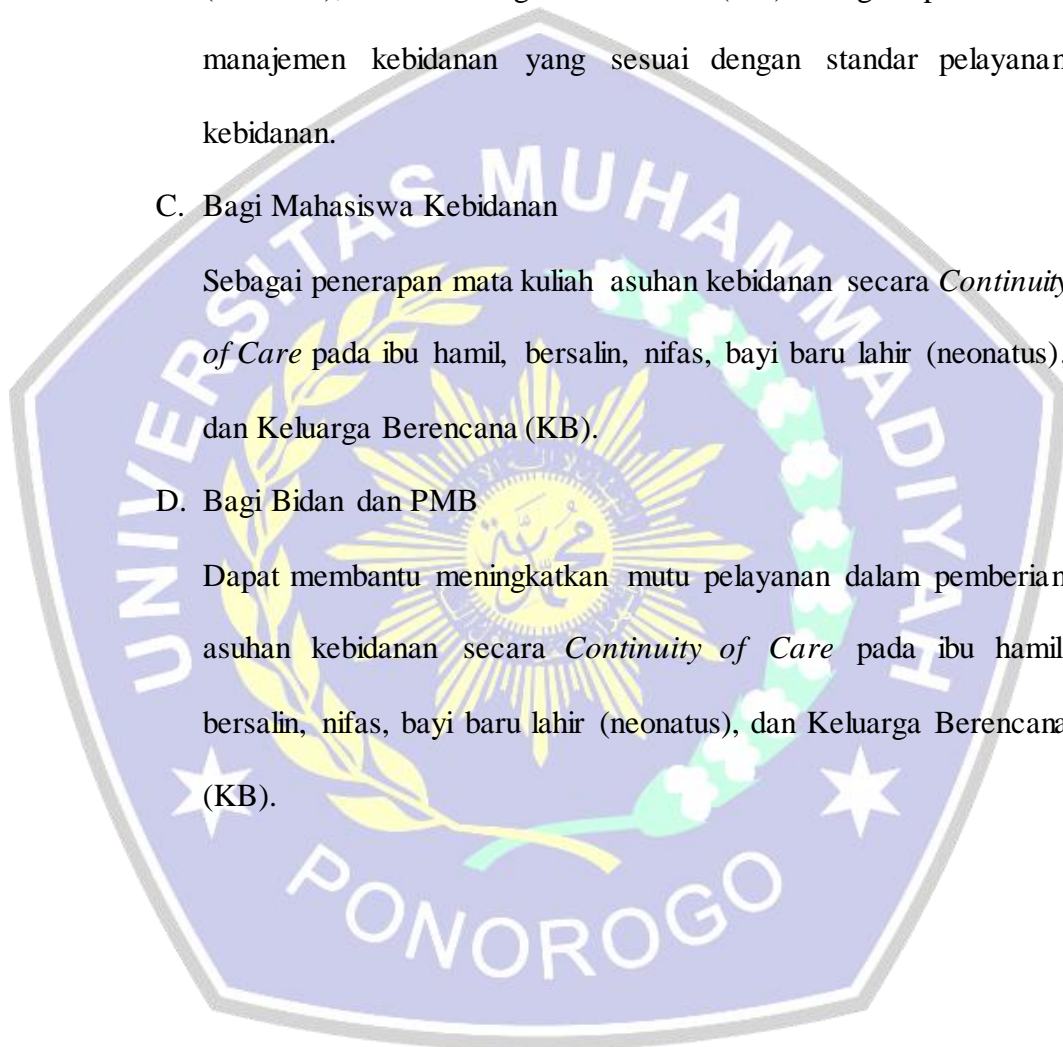 manajemen kebidanan yang sesuai dengan standar pelayanan
kebidanan.
C. Bagi Mahasiswa Kebidanan
Sebagai penerapan mata kuliah asuhan kebidanan secara Continuity
of Care pada ibu hamil, bersalin, nifas, bayi baru lahir (neonatus),
dan Keluarga Berencana (KB).
D. Bagi Bidan dan PMB
Dapat membantu meningkatkan mutu pelayanan dalam pemberian
asuhan kebidanan secara Continuity of Care pada ibu hamil
bersalin, nifas, bayi baru lahir (neonatus), dan Keluarga Berencana
(KB).
UNIVERSITAS MUHAMMADIYAH
PONOROGO